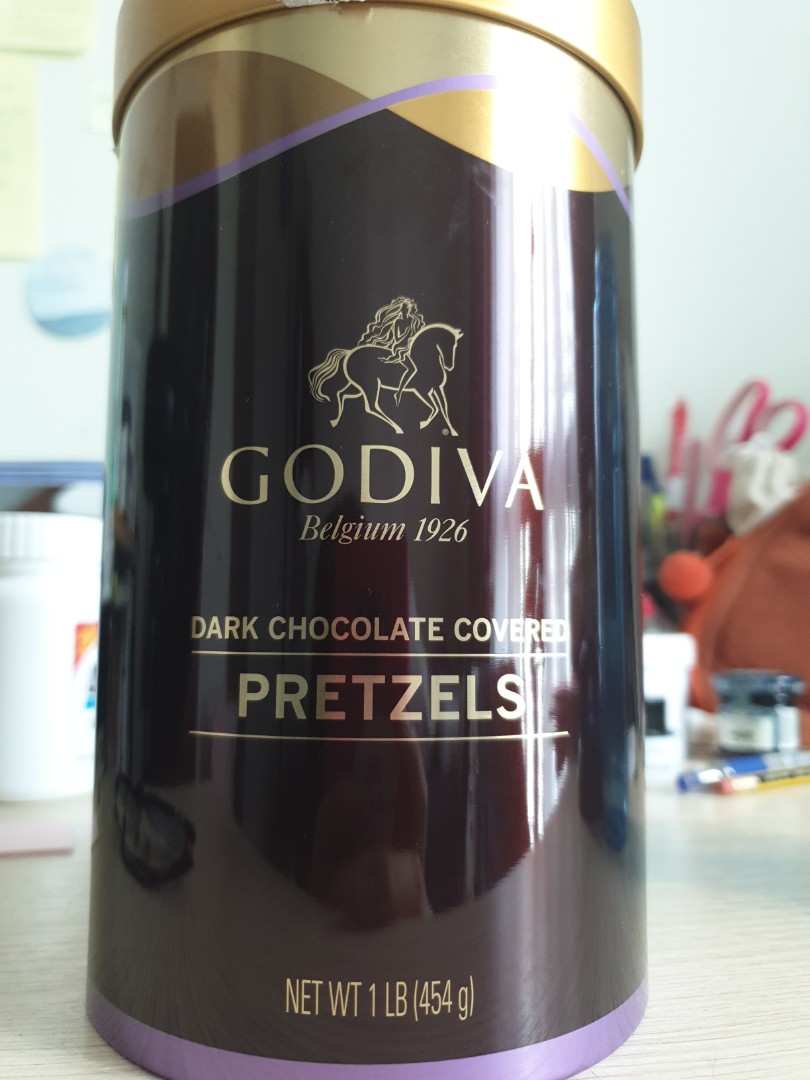 GODIVA
Belgium 1926
DARK CHOCOLATE COVERED
PRETZELS
NET WT 1 LB (454 g)